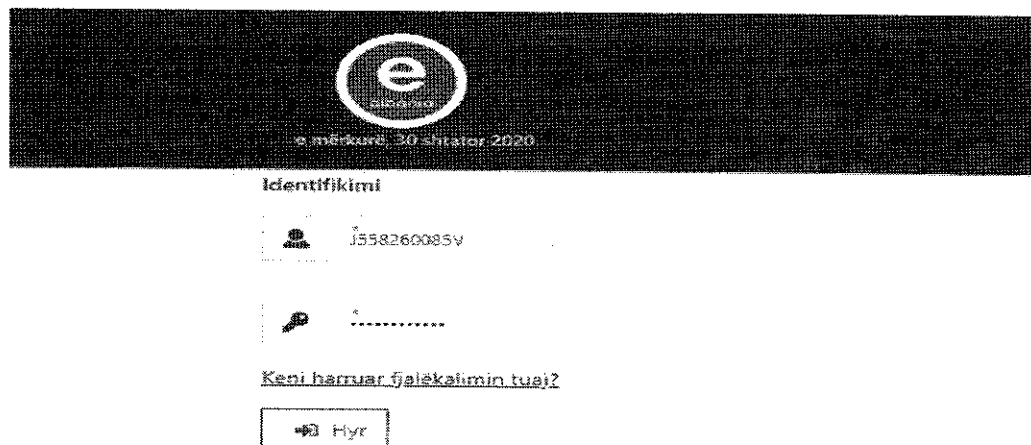 e
albania
e mërkurë, 30 shtator 2020
Identifikimi
J558260085V
Keni harruar fjalëkalimin tuaj?
Hyr